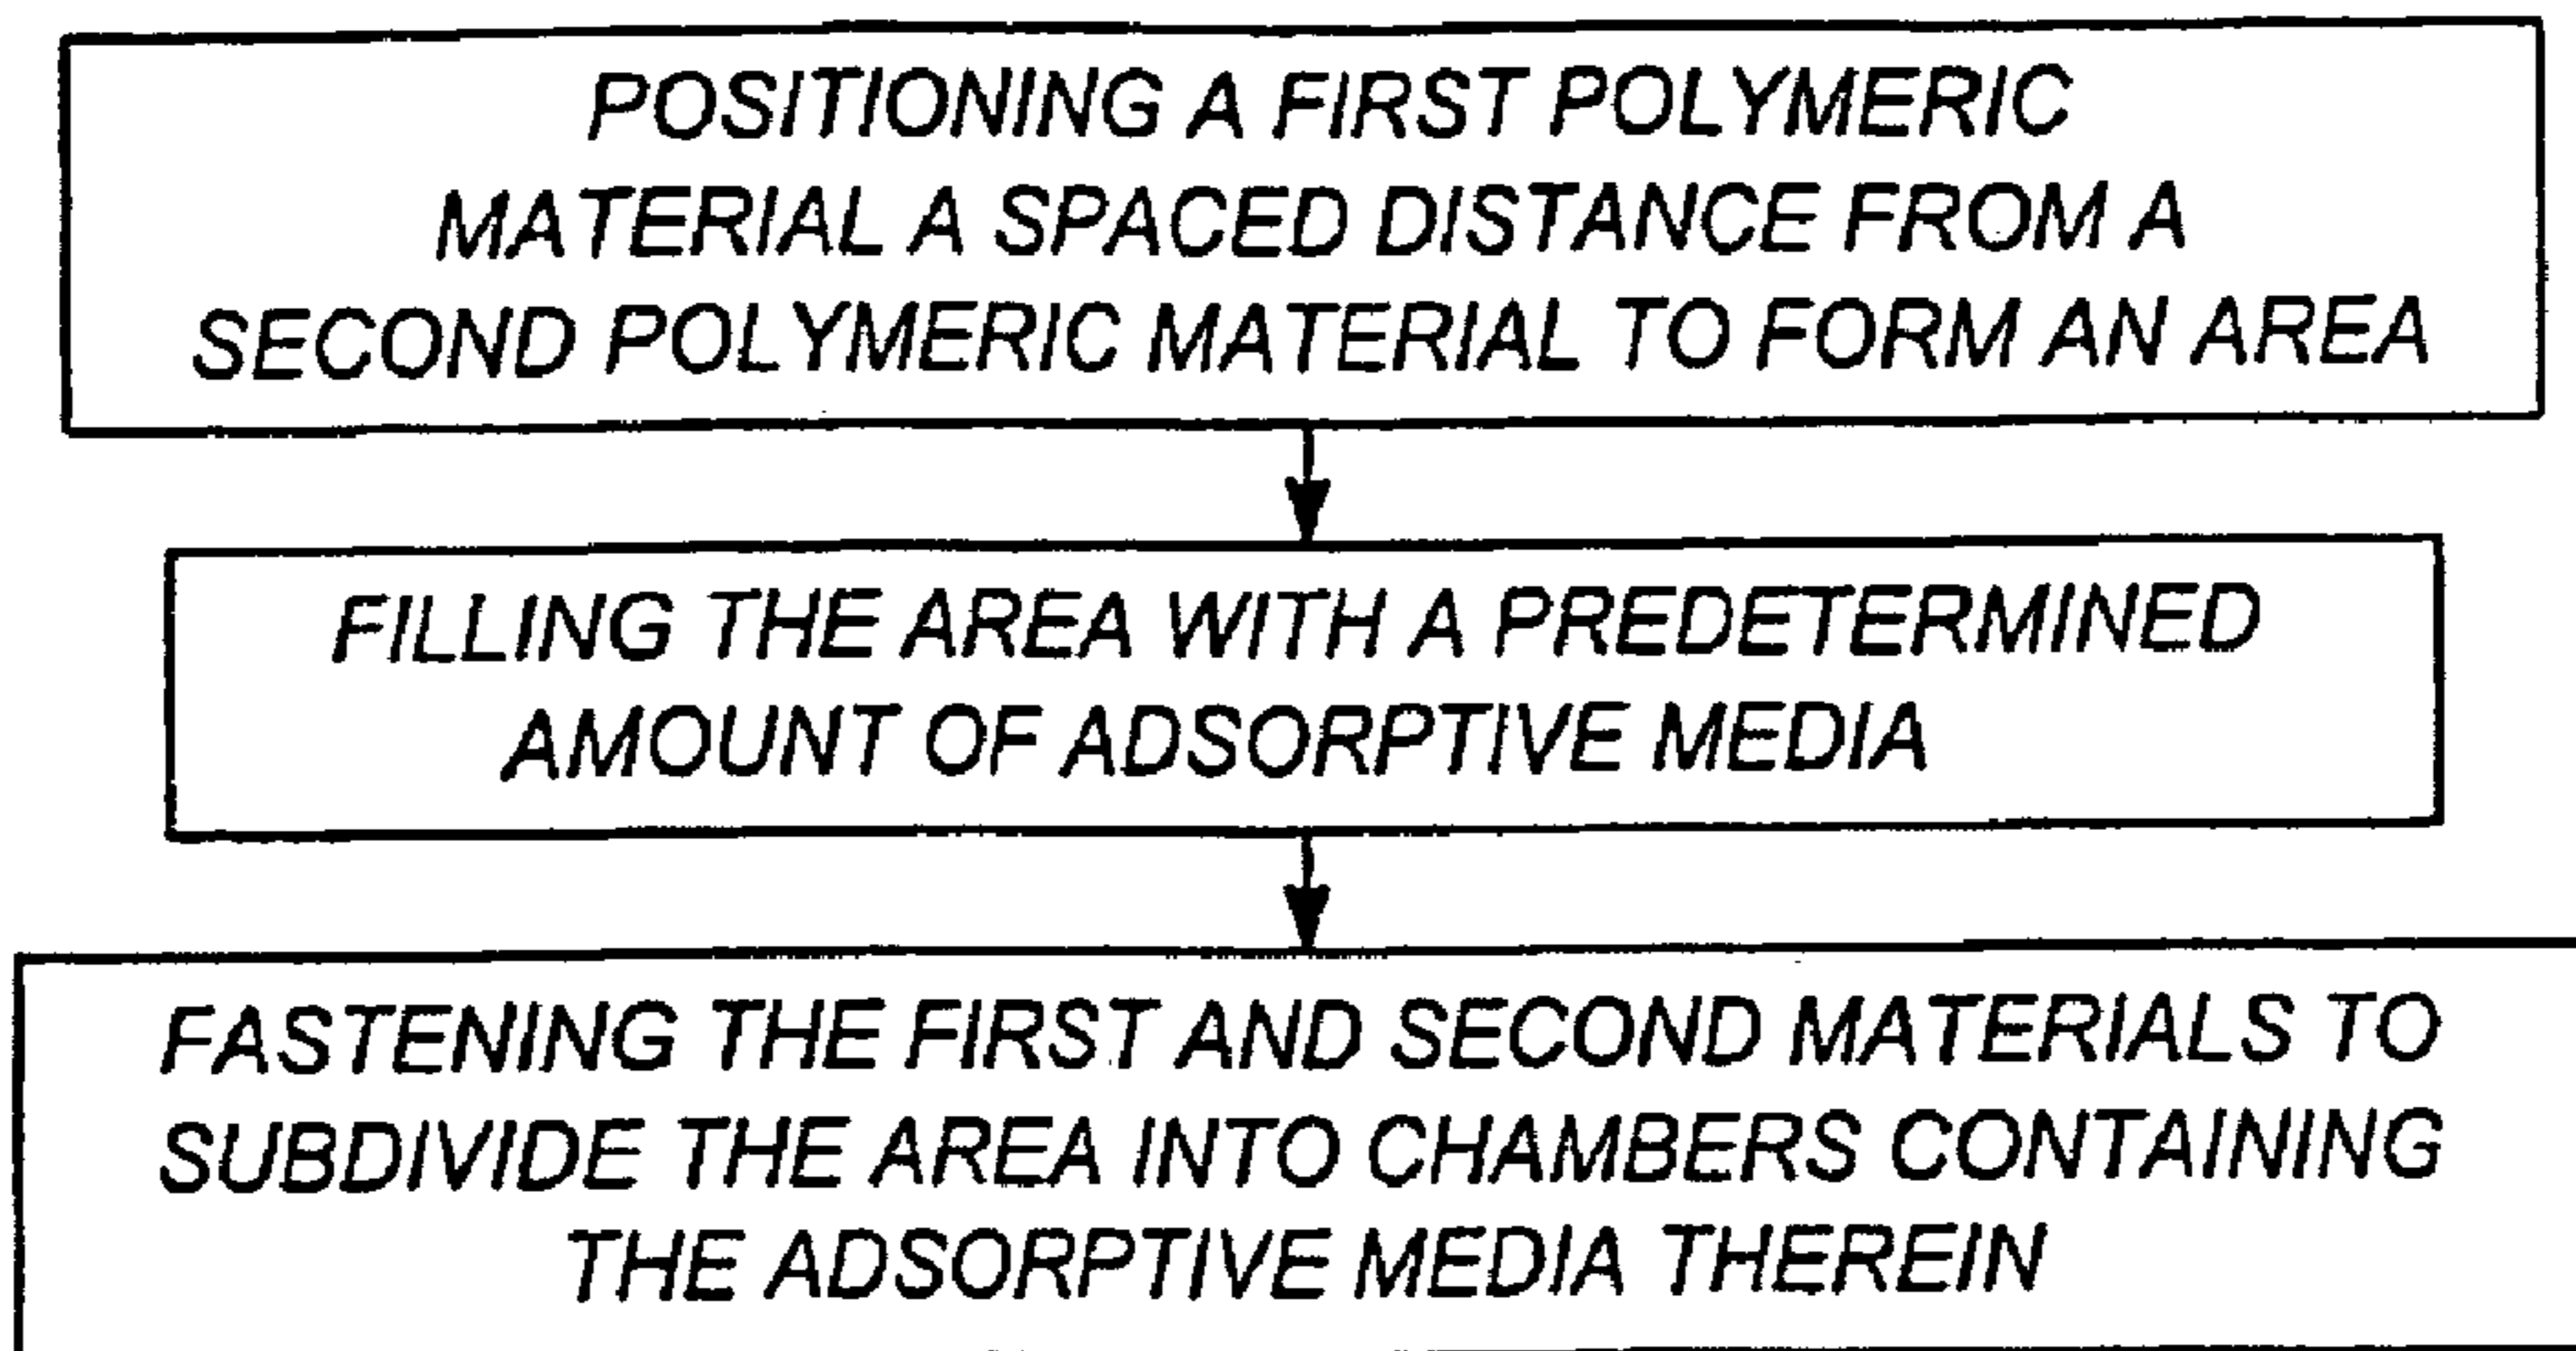 POSITIONING A FIRST POLYMERIC
MATERIAL A SPACED DISTANCE FROM A
SECOND POLYMERIC MATERIAL TO FORM AN AREA
FILLING THE AREA WITH A PREDETERMINED
AMOUNT OF ADSORPTIVE MEDIA
FASTENING THE FIRST AND SECOND MATERIALS TO
SUBDIVIDE THE AREA INTO CHAMBERS CONTAINING
THE ADSORPTIVE MEDIA THEREIN